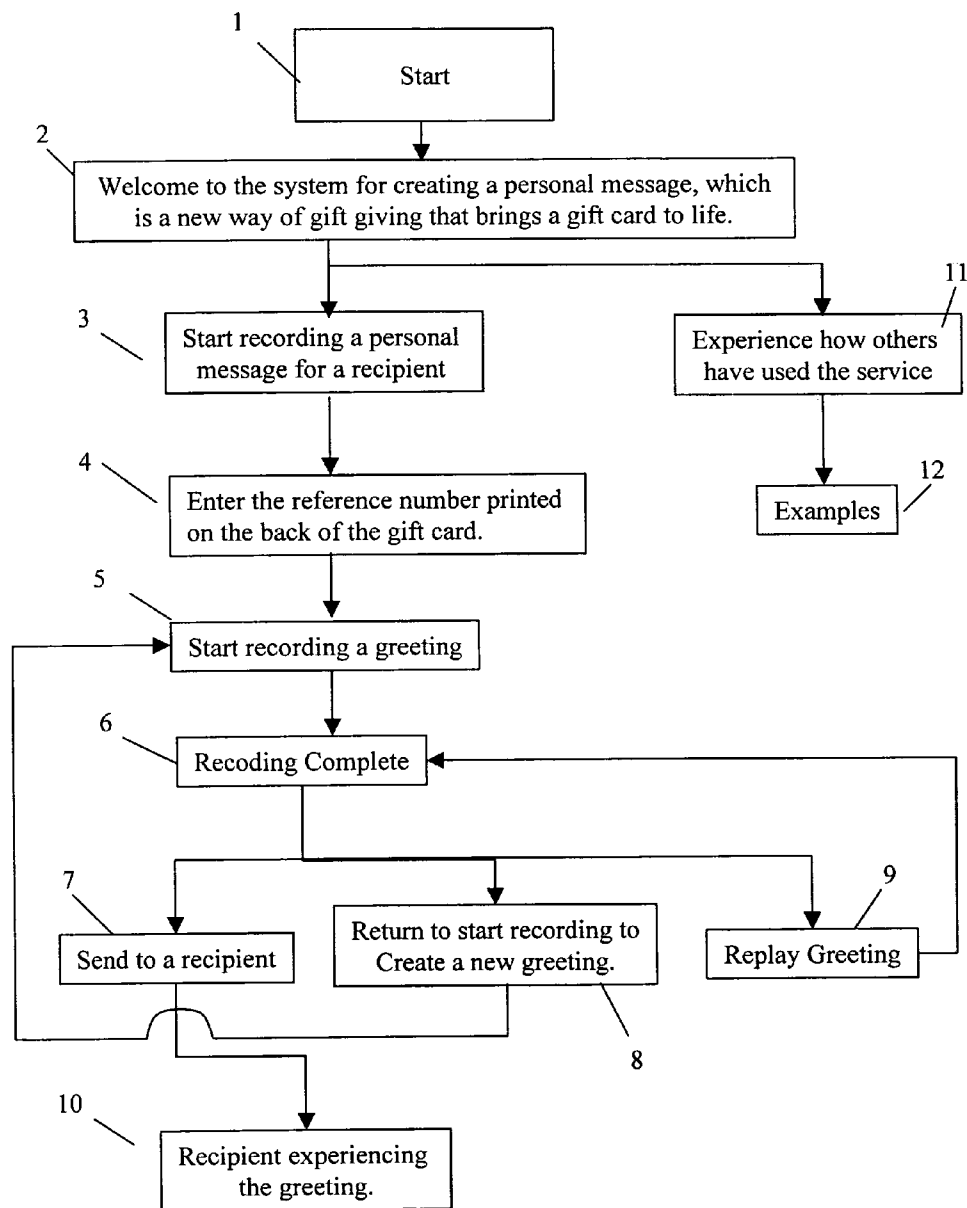 1
Start
2
Welcome to the system for creating a personal message, which
is a new way of gift giving that brings a gift card to life.
3
Start recording a personal
message for a recipient
11
Experience how others
have used the service
4
Enter the reference number printed
on the back of the gift card.
12
Examples
5
Start recording a greeting
6
Recoding Complete
7
Send to a recipient
Return to start recording to
Create a new greeting.
8
9
Replay Greeting
10
Recipient experiencing
the greeting.